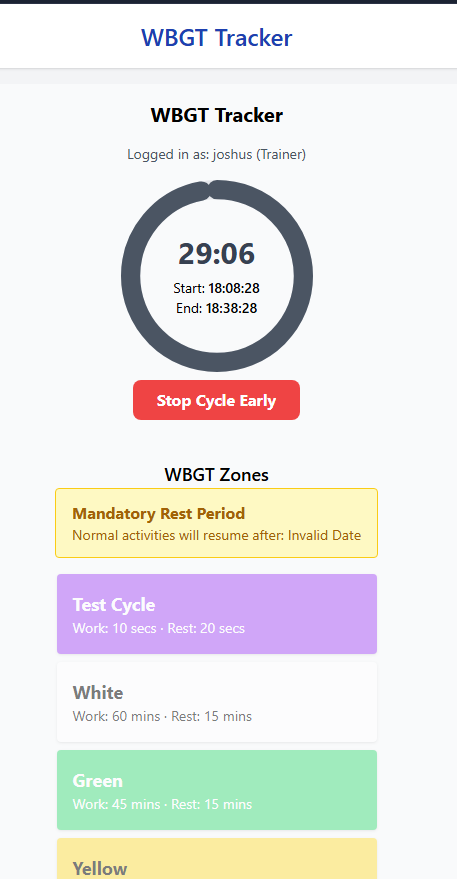 WBGT Tracker
WBGT Tracker
Logged in as: joshus (Trainer)
29:06
Start: 18:08:28
End: 18:38:28
Stop Cycle Early
WBGT Zones
Mandatory Rest Period
Normal activities will resume after: Invalid Date
Test Cycle
Work: 10 secs · Rest: 20 secs
White
Work: 60 mins · Rest: 15 mins
Green
Work: 45 mins · Rest: 15 mins
Yellow